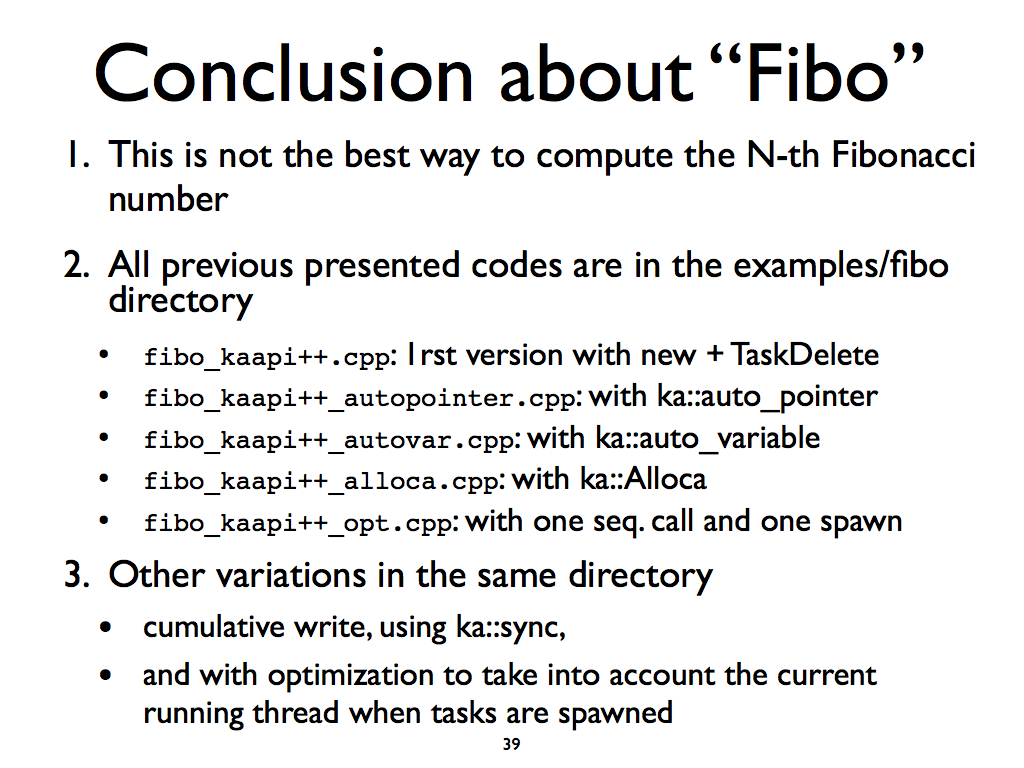 Conclusion about “Fibo”
1. This is not the best way to compute the N-th Fibonacci
number
2. All previous presented codes are in the examples/fibo
directory
• fibo_kaapi++.cpp: 1rst version with new + TaskDelete
• fibo_kaapi++_autopointer.cpp: with ka::auto_pointer
• fibo_kaapi++_autovar.cpp: with ka::auto_variable
• fibo_kaapi++_alloca.cpp: with ka::Alloca
• fibo_kaapi++_opt.cpp: with one seq. call and one spawn
3. Other variations in the same directory
• cumulative write, using ka::sync,
• and with optimization to take into account the current
running thread when tasks are spawned
39